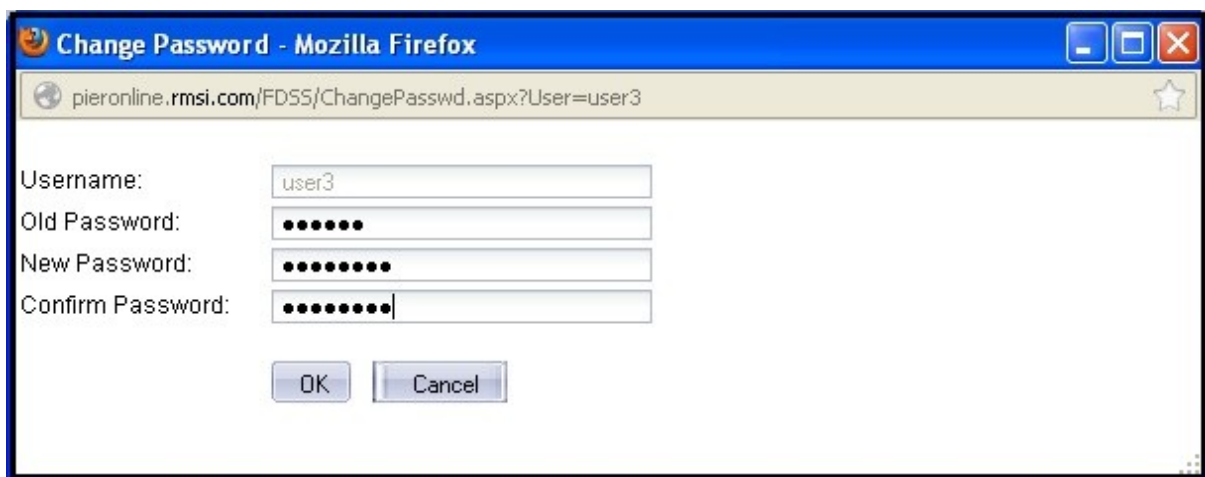 Change Password - Mozilla Firefox
pieronline.rmsi.com/FDSS/ChangePasswd.aspx?User=user3
Username: user3
Old Password: ●●●●●●
New Password: ●●●●●●●●
Confirm Password: ●●●●●●●●
OK Cancel